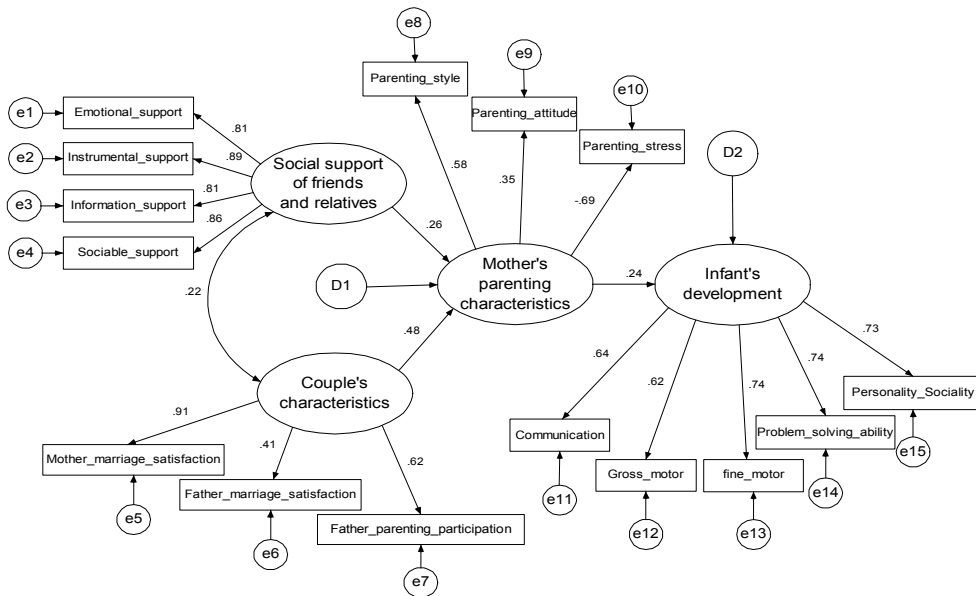 e8
Parenting_style
e9
Parenting_attitude
e10
Parenting_stress
e1
Emotional_support
e2
Instrumental_support
e3
Information_support
e4
Sociable_support
.81
.89
.81
.86
Social support
of friends
and relatives
.58
.35
-.69
D2
.26
D1
Mother's
parenting
characteristics
.24
Infant's
development
.22
.48
Couple's
characteristics
.91
.41
.62
Mother_marriage_satisfaction
Father_marriage_satisfaction
Father_parenting_participation
e5
e6
e7
.64
.62
.74
.74
.73
Communication
Gross_motor
fine_motor
Problem_solving_ability
Personality_Sociality
e11
e12
e13
e14
e15